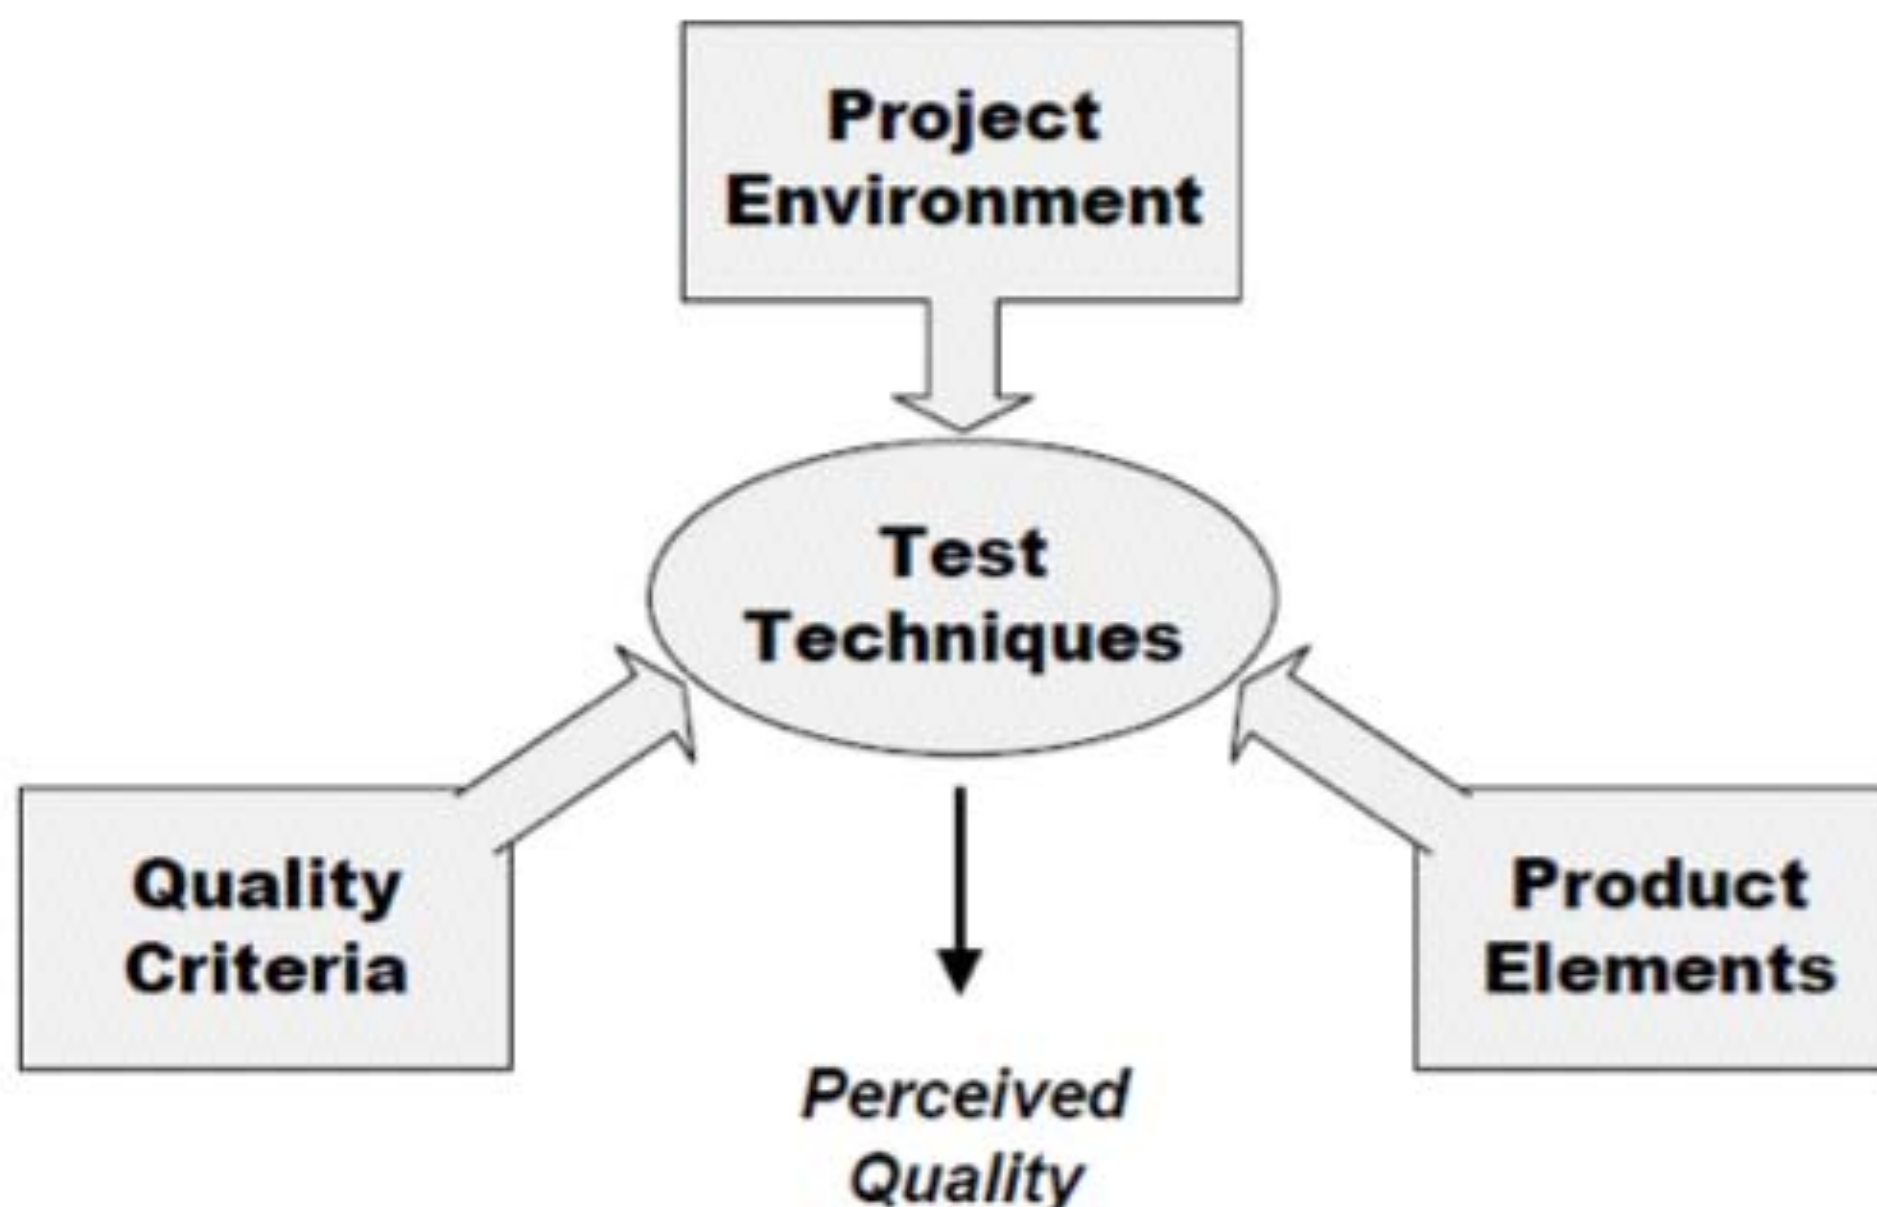 Project
Environment
Test
Techniques
Quality
Criteria
Product
Elements
Perceived
Quality